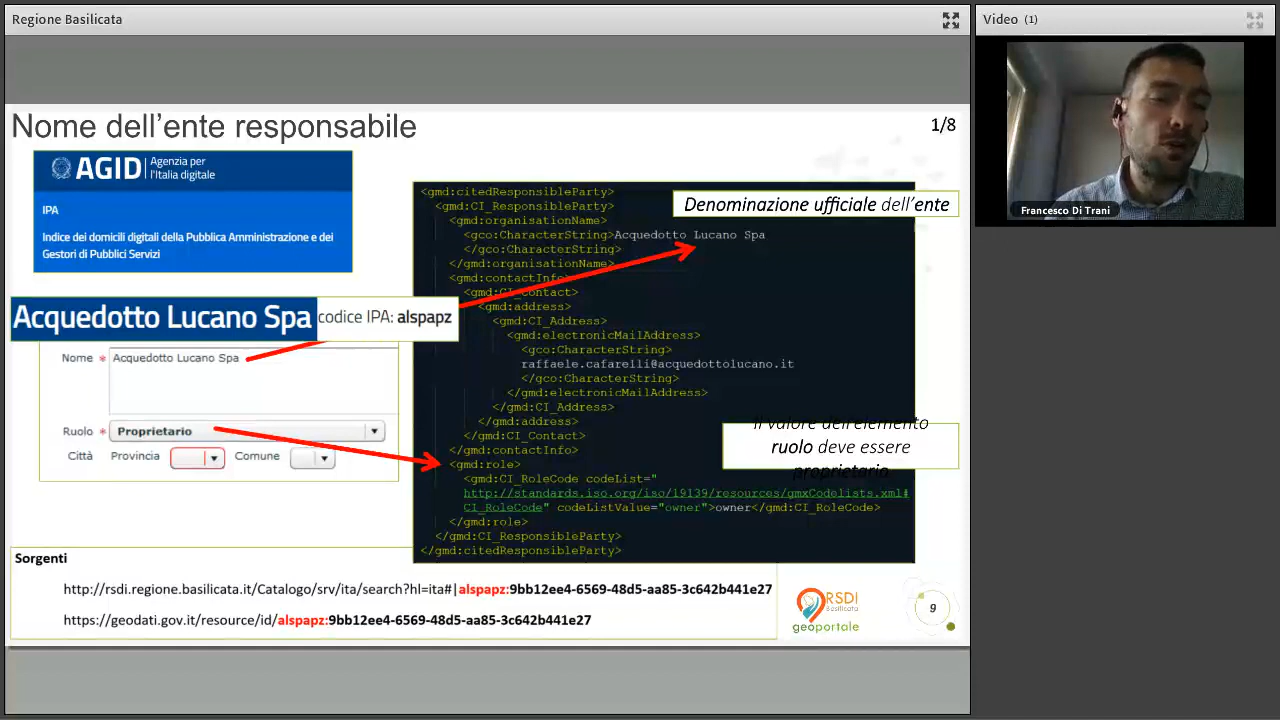 Regione Basilicata
Video (1)
Francesco Di Trani
Nome dell’ente responsabile
1/8
AGID Agenzia per
l'Italia digitale
IPA
Indice dei domicili digitali della Pubblica Amministrazione e dei
Gestori di Pubblici Servizi
Acquedotto Lucano Spa codice IPA: alspapz
Nome * Acquedotto Lucano Spa
Ruolo * Proprietario
Città Provincia Comune
<gmd:citedResponsibleParty>
<gmd:CI_ResponsibleParty>
<gmd:organisationName>
<gco:CharacterString>Acquedotto Lucano Spa
</gco:CharacterString>
</gmd:organisationName>
<gmd:contactInfo>
<gmd:CI_Contact>
<gmd:address>
<gmd:CI_Address>
<gmd:electronicMailAddress>
<gco:CharacterString>
raffaele.cafarelli@acquedottolucano.it
</gco:CharacterString>
</gmd:electronicMailAddress>
</gmd:CI_Address>
</gmd:address>
</gmd:CI_Contact>
</gmd:contactInfo>
<gmd:role>
<gmd:CI_RoleCode codeList="
http://standards.iso.org/iso/19139/resources/gmxCodelists.xml#
CI_RoleCode" codeListValue="owner">owner</gmd:CI_RoleCode>
</gmd:role>
</gmd:CI_ResponsibleParty>
</gmd:citedResponsibleParty>
Denominazione ufficiale dell’ente
Il valore dell’elemento
ruolo deve essere
proprietario
Sorgenti
http://rsdi.regione.basilicata.it/Catalogo/srv/ita/search?hl=ita#|alspapz:9bb12ee4-6569-48d5-aa85-3c642b441e27
https://geodati.gov.it/resource/id/alspapz:9bb12ee4-6569-48d5-aa85-3c642b441e27
RSDI
Basilicata
geoportale
9